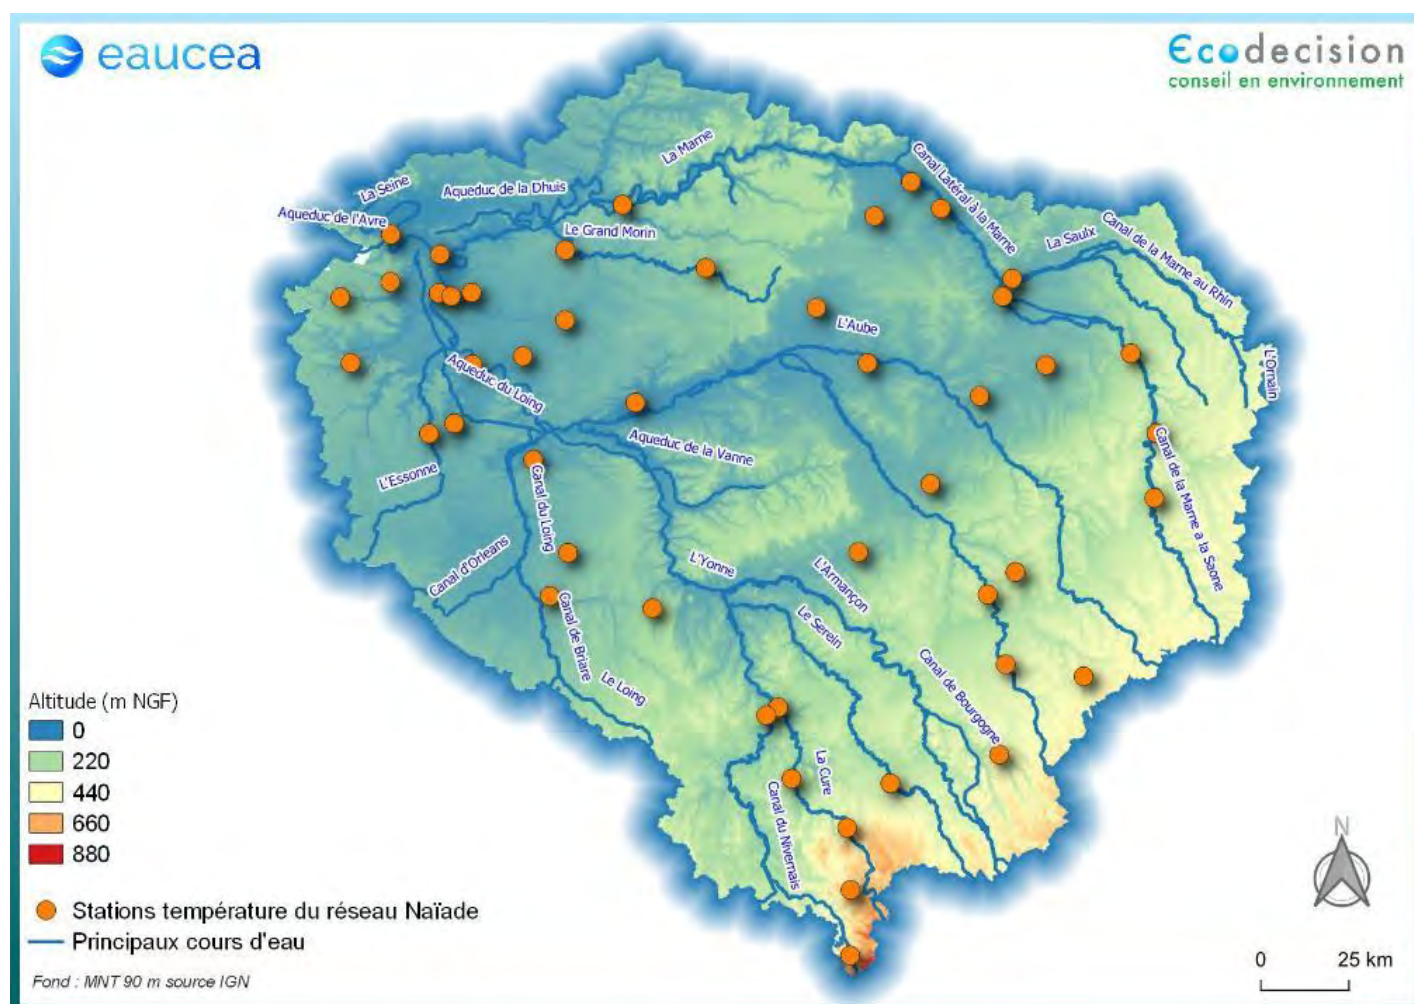 eaucea
Ecodecision
conseil en environnement
La Marne
La Seine
Aqueduc de la Dhuis
Aqueduc de l'Avre
Le Grand Morin
Canal Latéral à la Marne
La Saulx
Canal de la Marne au Rhin
L'Ornain
L'Aube
Aqueduc du Loing
Aqueduc de la Vanne
L'Essonne
Canal du Loing
Canal de la Marne a la Saone
Canal d'Orleans
L'Yonne
L'Armançon
Canal de Briare
Le Serein
Le Loing
Canal de Bourgogne
La Cure
Canal du Nivernais
Altitude (m NGF)
0
220
440
660
880
Stations température du réseau Naïade
Principaux cours d'eau
Fond : MNT 90 m source IGN
N
0 25 km